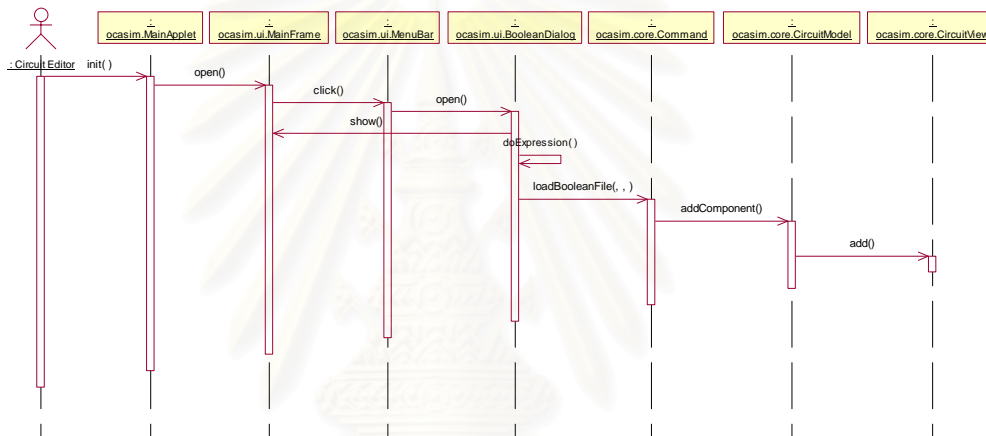 :
ocasim.MainApplet
:
ocasim.ui.MainFrame
:
ocasim.ui.MenuBar
:
ocasim.ui.BooleanDialog
:
ocasim.core.Command
:
ocasim.core.CircuitModel
:
ocasim.core.CircuitView
: Circuit Editor
init( )
open()
click()
open()
show()
doExpression( )
loadBooleanFile(, , )
addComponent()
add()